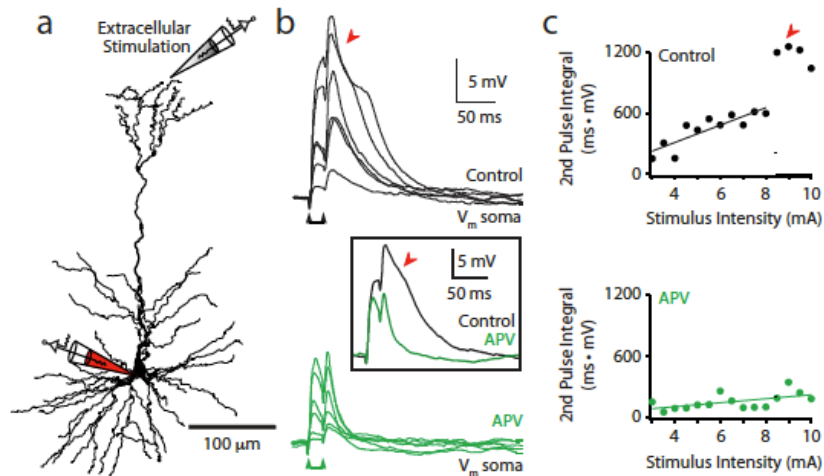 a
Extracellular
Stimulation
100 μm
b
5 mV
50 ms
Control
Vm soma
5 mV
50 ms
Control
APV
APV
Vm soma
c
1200
Control
600
0
2nd Pulse Integral
(ms • mV)
4 6 8 10
Stimulus Intensity (mA)
1200
APV
600
0
2nd Pulse Integral
(ms • mV)
4 6 8 10
Stimulus Intensity (mA)